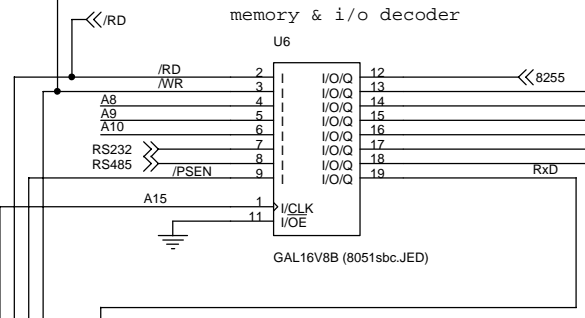 memory & i/o decoder
/RD
U6
/RD 2 I I/O/Q 12 8255
/WR 3 I I/O/Q 13
A8 4 I I/O/Q 14
A9 5 I I/O/Q 15
A10 6 I I/O/Q 16
RS232 7 I I/O/Q 17
RS485 8 I I/O/Q 18
/PSEN 9 I I/O/Q 19 RxD
A15 1 I/CLK
11 I/OE
GAL16V8B (8051sbc.JED)